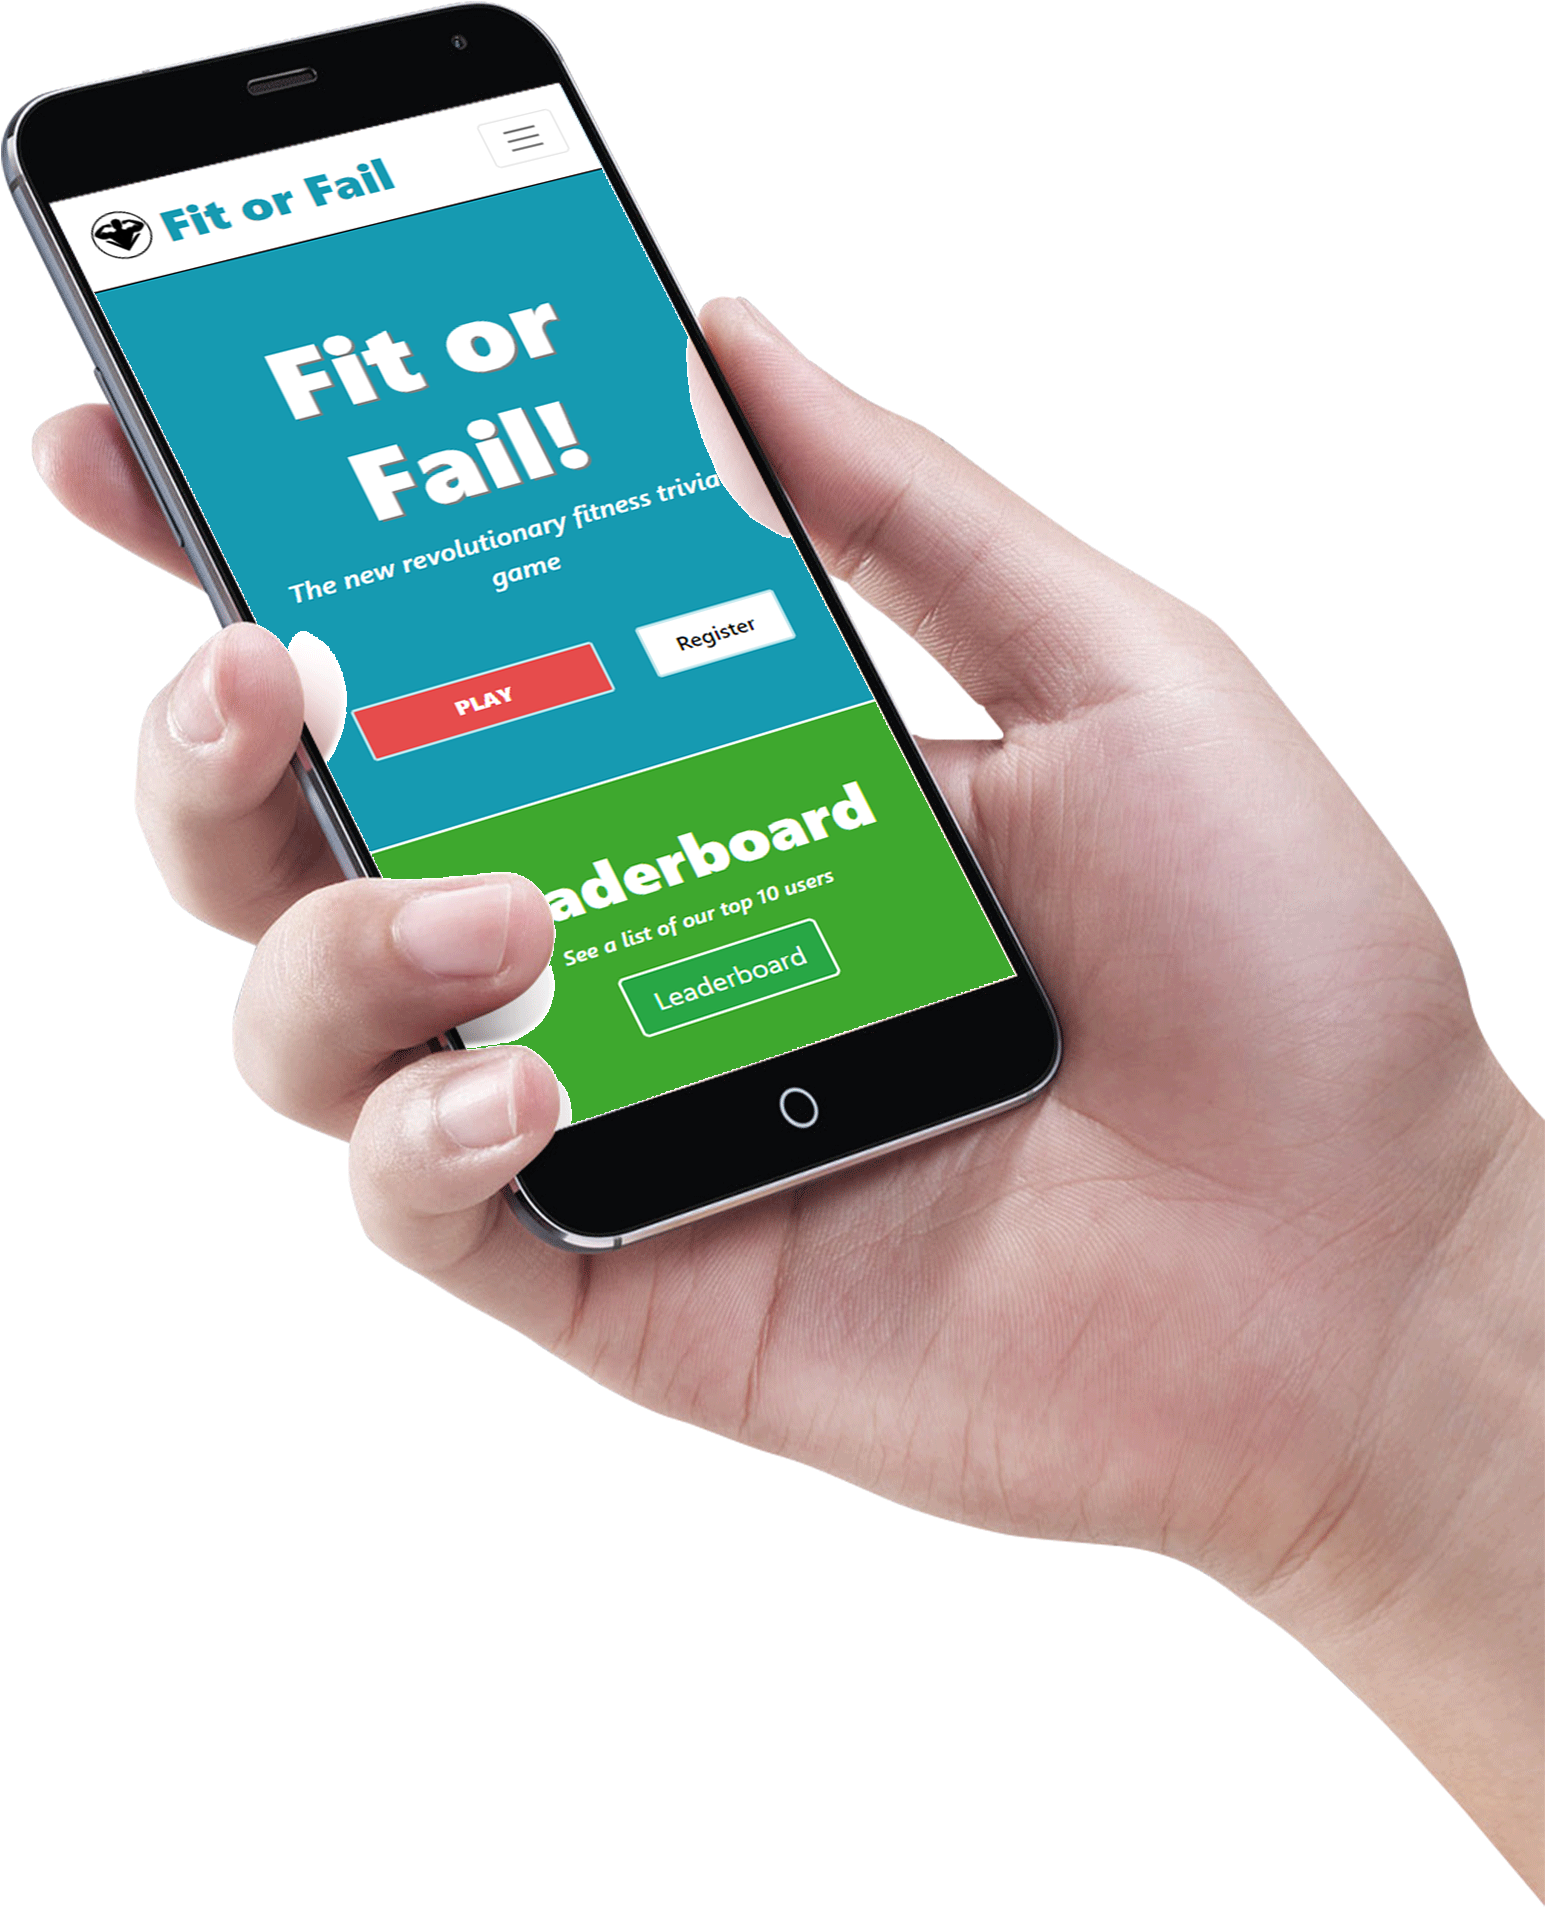 Fit or Fail
Fit or
Fail!
The new revolutionary fitness trivia
game
PLAY
Register
aderboard
See a list of our top 10 users
Leaderboard